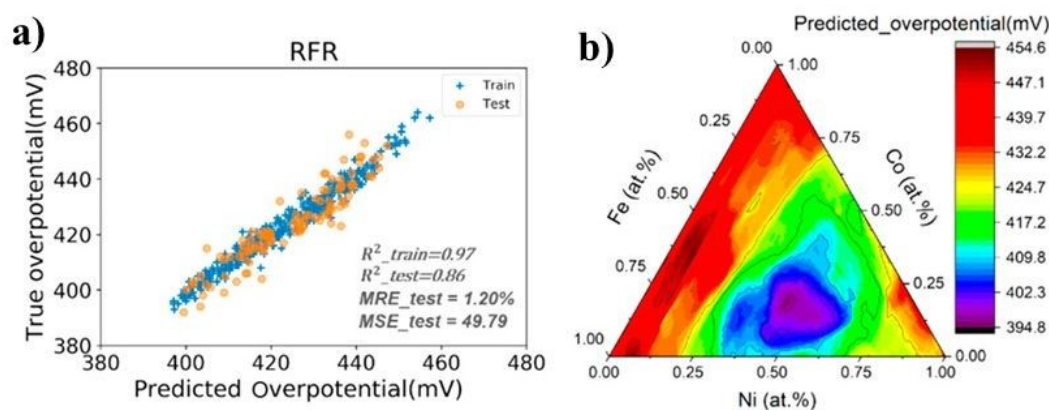 a)
RFR
True overpotential(mV)
480
460
440
420
400
380
Train
Test
R²_train=0.97
R²_test=0.86
MRE_test = 1.20%
MSE_test = 49.79
380 400 420 440 460 480
Predicted Overpotential(mV)
b)
Predicted_overpotential(mV)
454.6
447.1
439.7
432.2
424.7
417.2
409.8
402.3
394.8
Fe (at.%)
0.00
0.25
0.50
0.75
1.00
Co (at.%)
1.00
0.75
0.50
0.25
0.00
0.00 0.25 0.50 0.75 1.00
Ni (at.%)